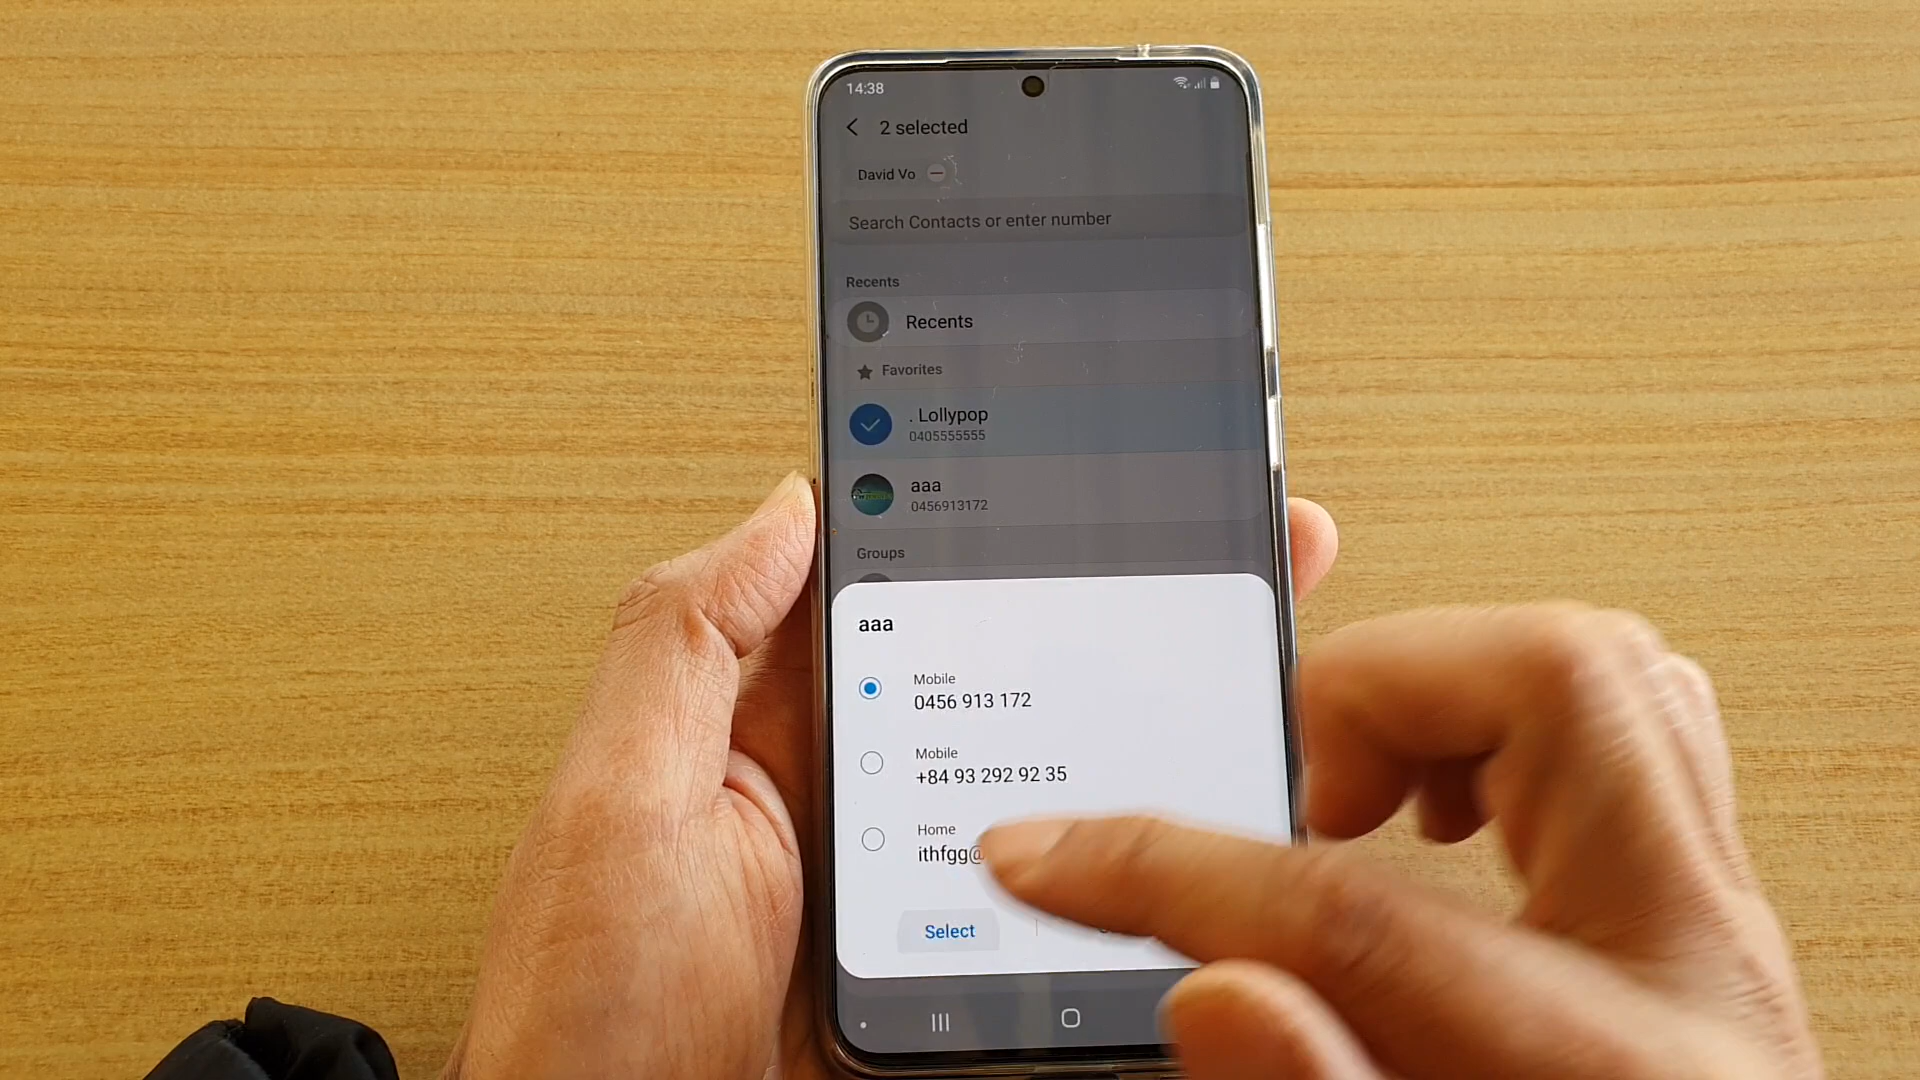 14:38
2 selected
David Vo
Search Contacts or enter number
Recents
Recents
Favorites
. Lollypop
0405555555
aaa
0456913172
Groups
aaa
Mobile
0456 913 172
Mobile
+84 93 292 92 35
Home
ithfgg@
Select